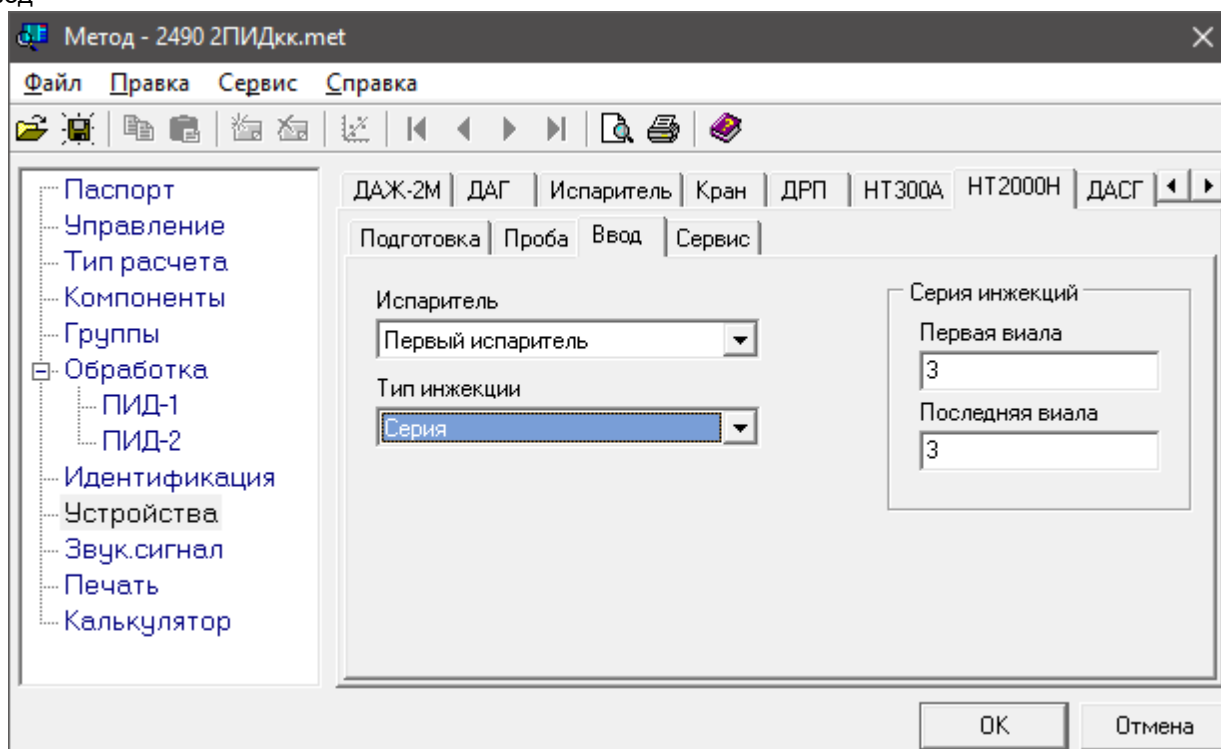 Метод - 2490 2ПИДкк.met
Файл Правка Сервис Справка
Паспорт
Управление
Тип расчета
Компоненты
Группы
Обработка
ПИД-1
ПИД-2
Идентификация
Устройства
Звук.сигнал
Печать
Калькулятор
ДАЖ-2М ДАГ Испаритель Кран ДРП НТ300А НТ2000Н ДАСГ
Подготовка Проба Ввод Сервис
Испаритель
Первый испаритель
Тип инжекции
Серия
Серия инжекций
Первая виала
3
Последняя виала
3
OK Отмена